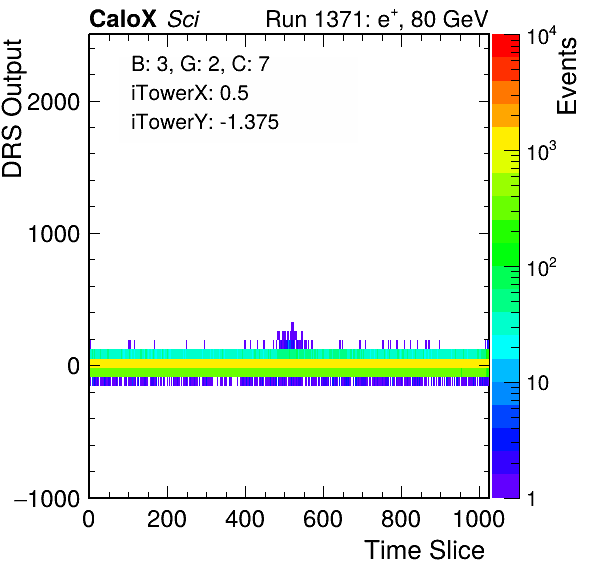 CaloX Sci Run 1371: e⁺, 80 GeV
B: 3, G: 2, C: 7
iTowerX: 0.5
iTowerY: -1.375
DRS Output
2000
1000
0
−1000
0 200 400 600 800 1000
Time Slice
Events
10⁴
10³
10²
10
1